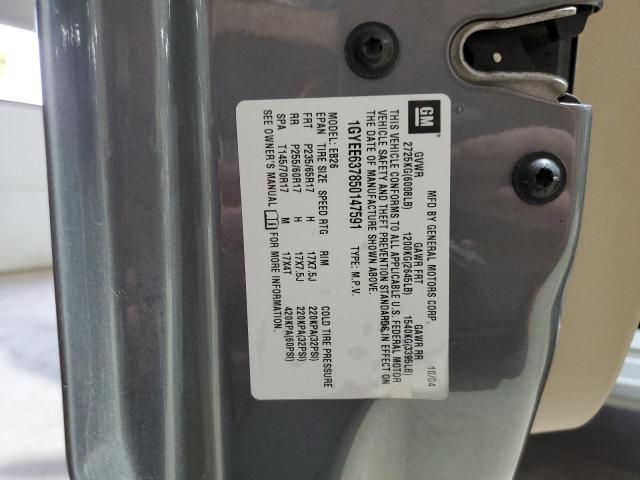 GM
MFD BY GENERAL MOTORS CORP. 10/04
GVWR GAWR FRT GAWR RR
2725KG(6008LB) 1200KG(2645LB) 1540KG(3395LB)
THIS VEHICLE CONFORMS TO ALL APPLICABLE U.S. FEDERAL MOTOR
VEHICLE SAFETY AND THEFT PREVENTION STANDARDS IN EFFECT ON
THE DATE OF MANUFACTURE SHOWN ABOVE.
1GYEE637850147591 TYPE: M.P.V.
MODEL: EB26
EPAN TIRE SIZE SPEED RTG RIM COLD TIRE PRESSURE
FRT P235/65R17 H 17X7.5J 220KPA(32PSI)
RR P255/60R17 H 17X7.5J 220KPA(32PSI)
SPA T145/70R17 M 17X4T 420KPA(60PSI)
SEE OWNER'S MANUAL FOR MORE INFORMATION.